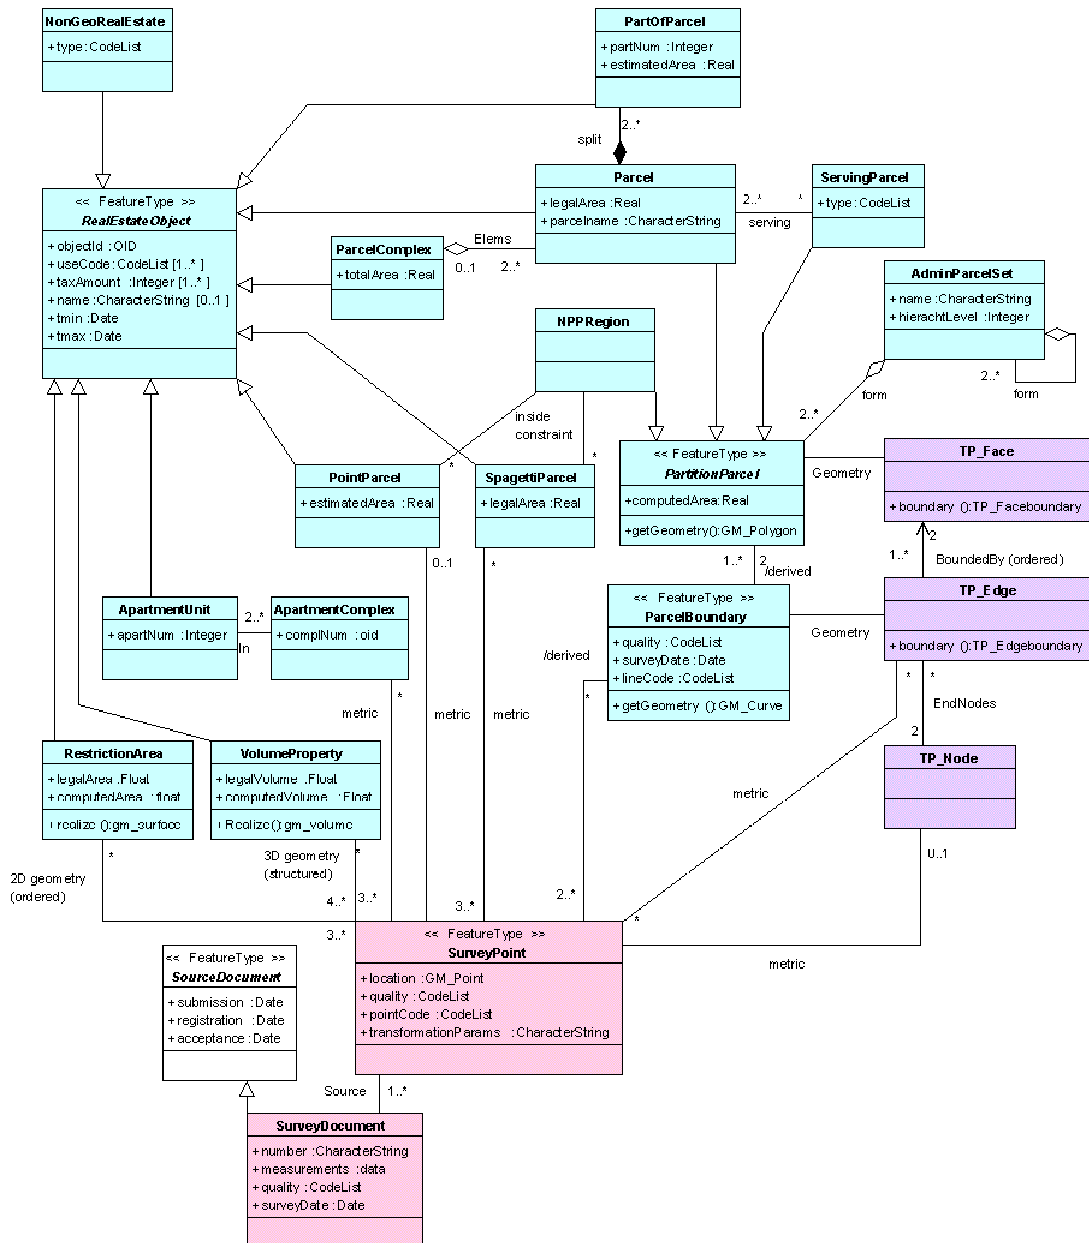 NonGeoRealEstate
+ type: CodeList
PartOfParcel
+ partNum : Integer
+ estimatedArea : Real
2..*
split
Parcel
+ legalArea : Real
+ parcelname : CharacterString
2..*
*
serving
ServingParcel
+ type : CodeList
<< FeatureType >>
RealEstateObject
+ objectId : OID
+ useCode : CodeList [1..* ]
+ taxAmount : Integer [1..* ]
+ name : CharacterString [0..1 ]
+ tmin : Date
+ tmax : Date
ParcelComplex
+ totalArea : Real
Elems
0..1
2..*
AdminParcelSet
+ name : CharacterString
+ hierachtLevel : Integer
2..*
form
form
2..*
NPPRegion
inside
constraint
*
*
PointParcel
+ estimatedArea : Real
0..1
SpagettiParcel
+ legalArea : Real
*
<< FeatureType >>
PartitionParcel
+ computedArea: Real
+ getGeometry(): GM_Polygon
1..*
2
/derived
Geometry
TP_Face
+ boundary (): TP_Faceboundary
2
1..*
BoundedBy (ordered)
ApartmentUnit
+ apartNum : Integer
2..*
In
ApartmentComplex
+ complNum : oid
*
<< FeatureType >>
ParcelBoundary
+ quality : CodeList
+ surveyDate : Date
+ lineCode : CodeList
+ getGeometry (): GM_Curve
Geometry
TP_Edge
+ boundary (): TP_Edgeboundary
*
*
EndNodes
2
/derived
*
metric
metric
metric
RestrictionArea
+ legalArea : Float
+ computedArea : float
+ realize (): gm_surface
*
VolumeProperty
+ legalVolume : Float
+ computedVolume : Float
+ Realize(): gm_volume
*
TP_Node
0..1
metric
2D geometry
(ordered)
3D geometry
(structured)
4..*
3..*
3..*
2..*
*
3..*
metric
<< FeatureType >>
SurveyPoint
+ location : GM_Point
+ quality : CodeList
+ pointCode : CodeList
+ transformationParams : CharacterString
<< FeatureType >>
SourceDocument
+ submission : Date
+ registration : Date
+ acceptance : Date
Source
1..*
SurveyDocument
+ number : CharacterString
+ measurements : data
+ quality : CodeList
+ surveyDate : Date